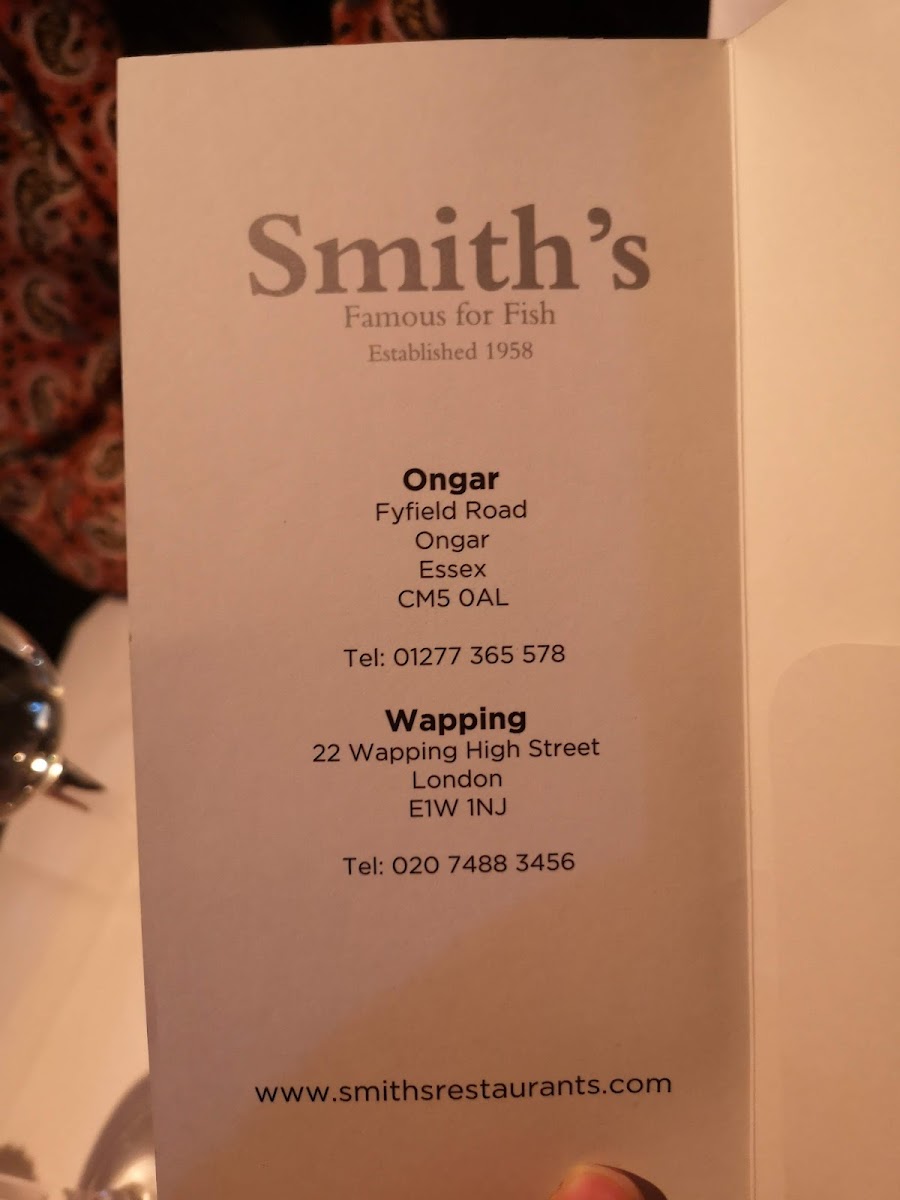 Smith's
Famous for Fish
Established 1958
Ongar
Fyfield Road
Ongar
Essex
CM5 0AL
Tel: 01277 365 578
Wapping
22 Wapping High Street
London
E1W 1NJ
Tel: 020 7488 3456
www.smithsrestaurants.com